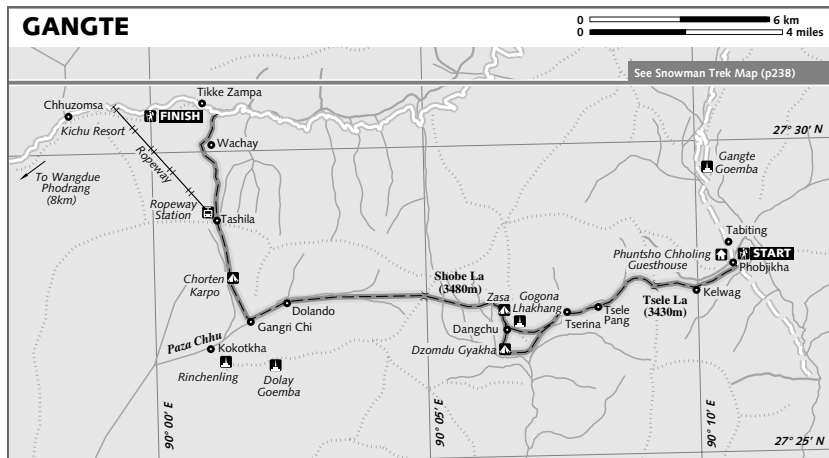 GANGTE
0 6 km
0 4 miles
See Snowman Trek Map (p238)
Tikke Zampa
Chhuzomsa
FINISH
Kichu Resort
27° 30' N
Wachay
Ropeway
Gangte
Goemba
To Wangdue
Phodrang
(8km)
Ropeway
Station
Tashila
Tabiting
Phuntsho Chholing
Guesthouse
START
Phobjikha
Chorten
Karpo
Shobe La
(3480m)
Zasa
Gogona
Lhakhang
Tsele La
(3430m)
Kelwag
Dolando
Tsele
Pang
Tserina
Gangri Chi
Dangchu
Paza Chhu
Kokotkha
Dzomdu Gyakha
Rinchenling
Dolay
Goemba
90° 00' E
90° 05' E
90° 10' E
27° 25' N